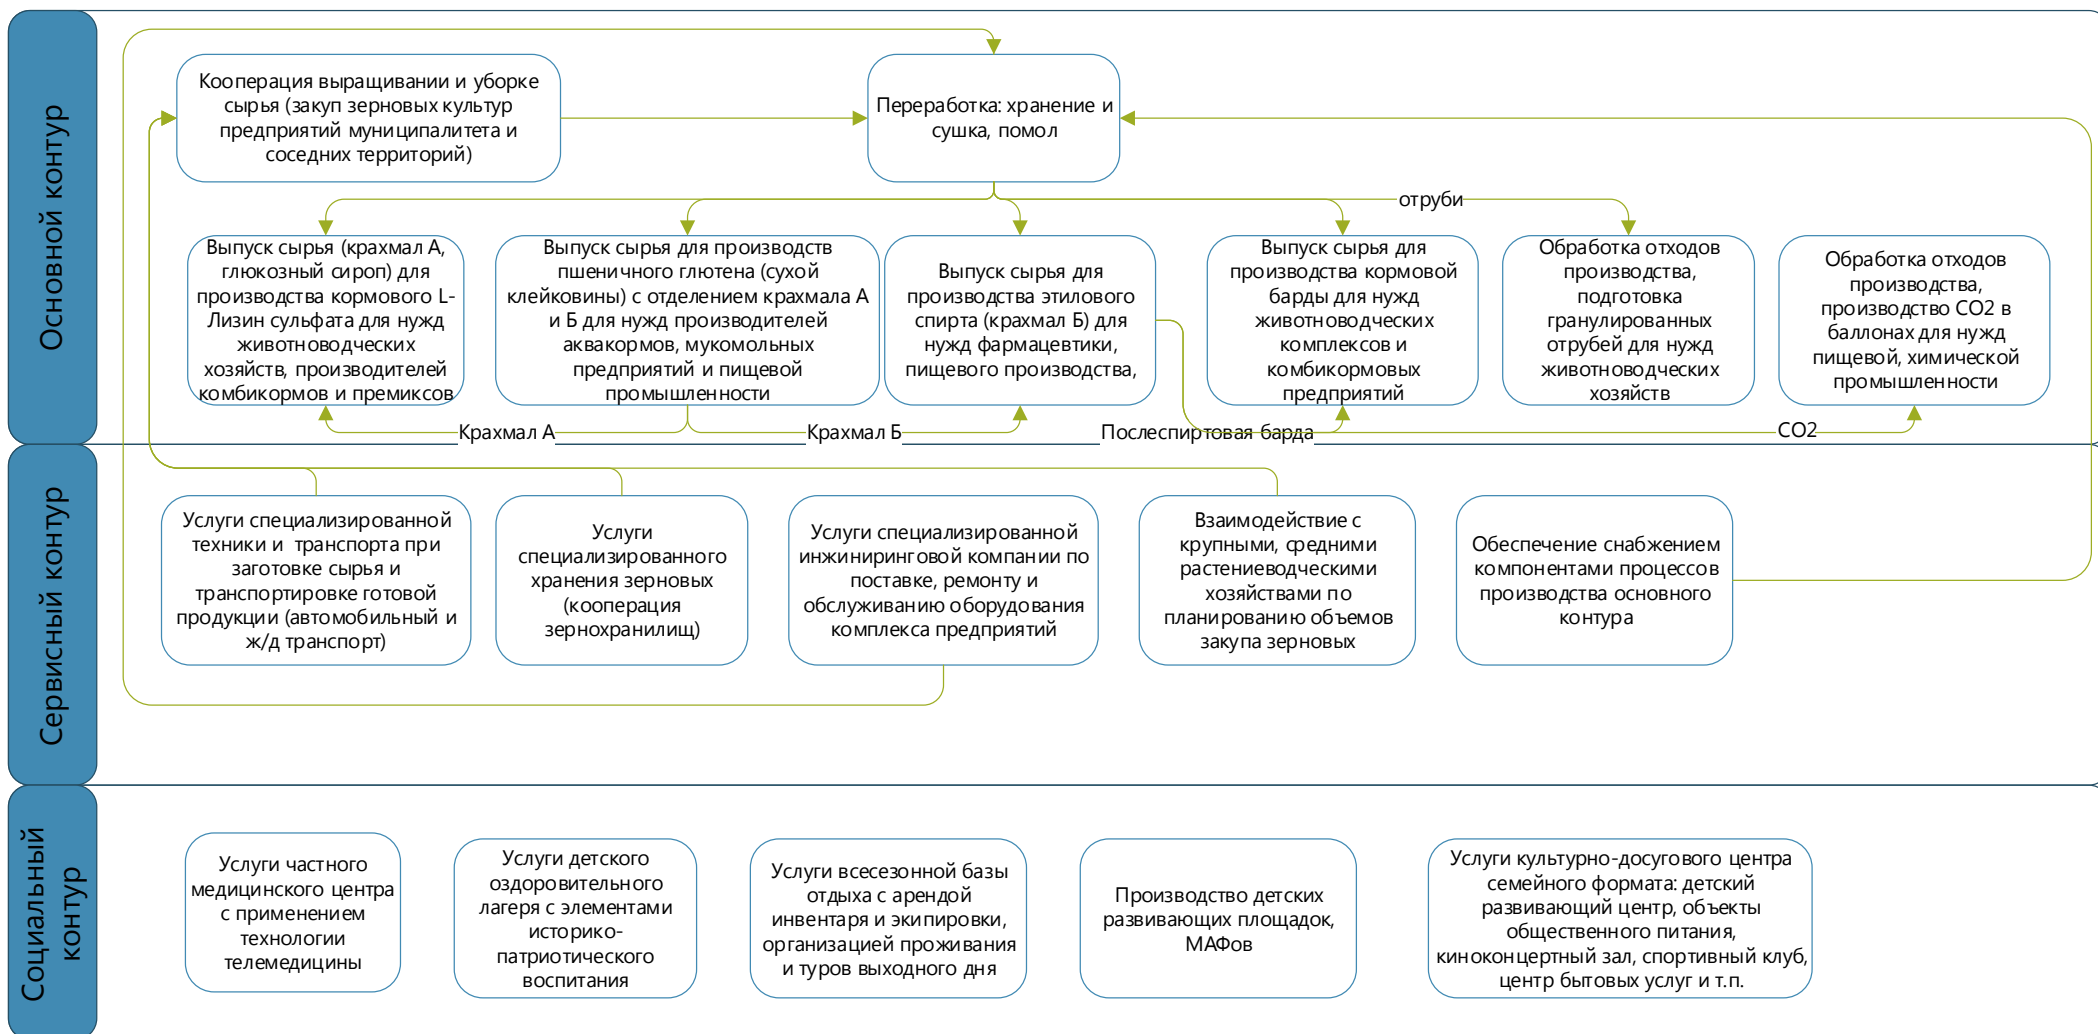 Основной контур
Кооперация выращивании и уборке
сырья (закуп зерновых культур
предприятий муниципалитета и
соседних территорий)
Переработка: хранение и
сушка, помол
отруби
Выпуск сырья (крахмал А,
глюкозный сироп) для
производства кормового L-
Лизин сульфата для нужд
животноводческих
хозяйств, производителей
комбикормов и премиксов
Выпуск сырья для производств
пшеничного глютена (сухой
клейковины) с отделением крахмала А
и Б для нужд производителей
аквакормов, мукомольных
предприятий и пищевой
промышленности
Выпуск сырья для
производства этилового
спирта (крахмал Б) для
нужд фармацевтики,
пищевого производства,
Выпуск сырья для
производства кормовой
барды для нужд
животноводческих
комплексов и
комбикормовых
предприятий
Обработка отходов
производства,
подготовка
гранулированных
отрубей для нужд
животноводческих
хозяйств
Обработка отходов
производства,
производство СО2 в
баллонах для нужд
пищевой, химической
промышленности
Крахмал А
Крахмал Б
Послеспиртовая барда
СО2
Сервисный контур
Услуги специализированной
техники и  транспорта при
заготовке сырья и
транспортировке готовой
продукции (автомобильный и
ж/д транспорт)
Услуги
специализированного
хранения зерновых
(кооперация
зернохранилищ)
Услуги специализированной
инжиниринговой компании по
поставке, ремонту и
обслуживанию оборудования
комплекса предприятий
Взаимодействие с
крупными, средними
растениеводческими
хозяйствами по
планированию объемов
закупа зерновых
Обеспечение снабжением
компонентами процессов
производства основного
контура
Социальный
контур
Услуги частного
медицинского центра
с применением
технологии
телемедицины
Услуги детского
оздоровительного
лагеря с элементами
историко-
патриотического
воспитания
Услуги всесезонной базы
отдыха с арендой
инвентаря и экипировки,
организацией проживания
и туров выходного дня
Производство детских
развивающих площадок,
МАФов
Услуги культурно-досугового центра
семейного формата: детский
развивающий центр, объекты
общественного питания,
киноконцертный зал, спортивный клуб,
центр бытовых услуг и т.п.